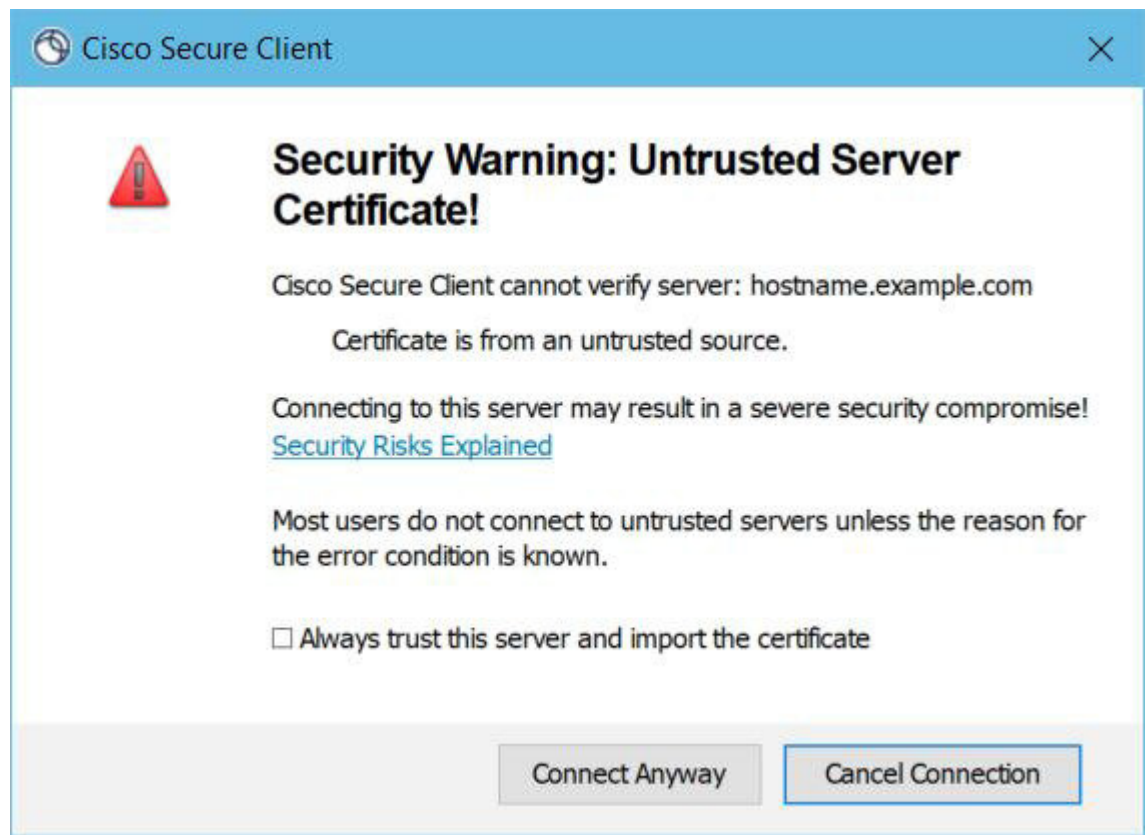 Cisco Secure Client
Security Warning: Untrusted Server
Certificate!
Cisco Secure Client cannot verify server: hostname.example.com
Certificate is from an untrusted source.
Connecting to this server may result in a severe security compromise!
Security Risks Explained
Most users do not connect to untrusted servers unless the reason for
the error condition is known.
Always trust this server and import the certificate
Connect Anyway
Cancel Connection